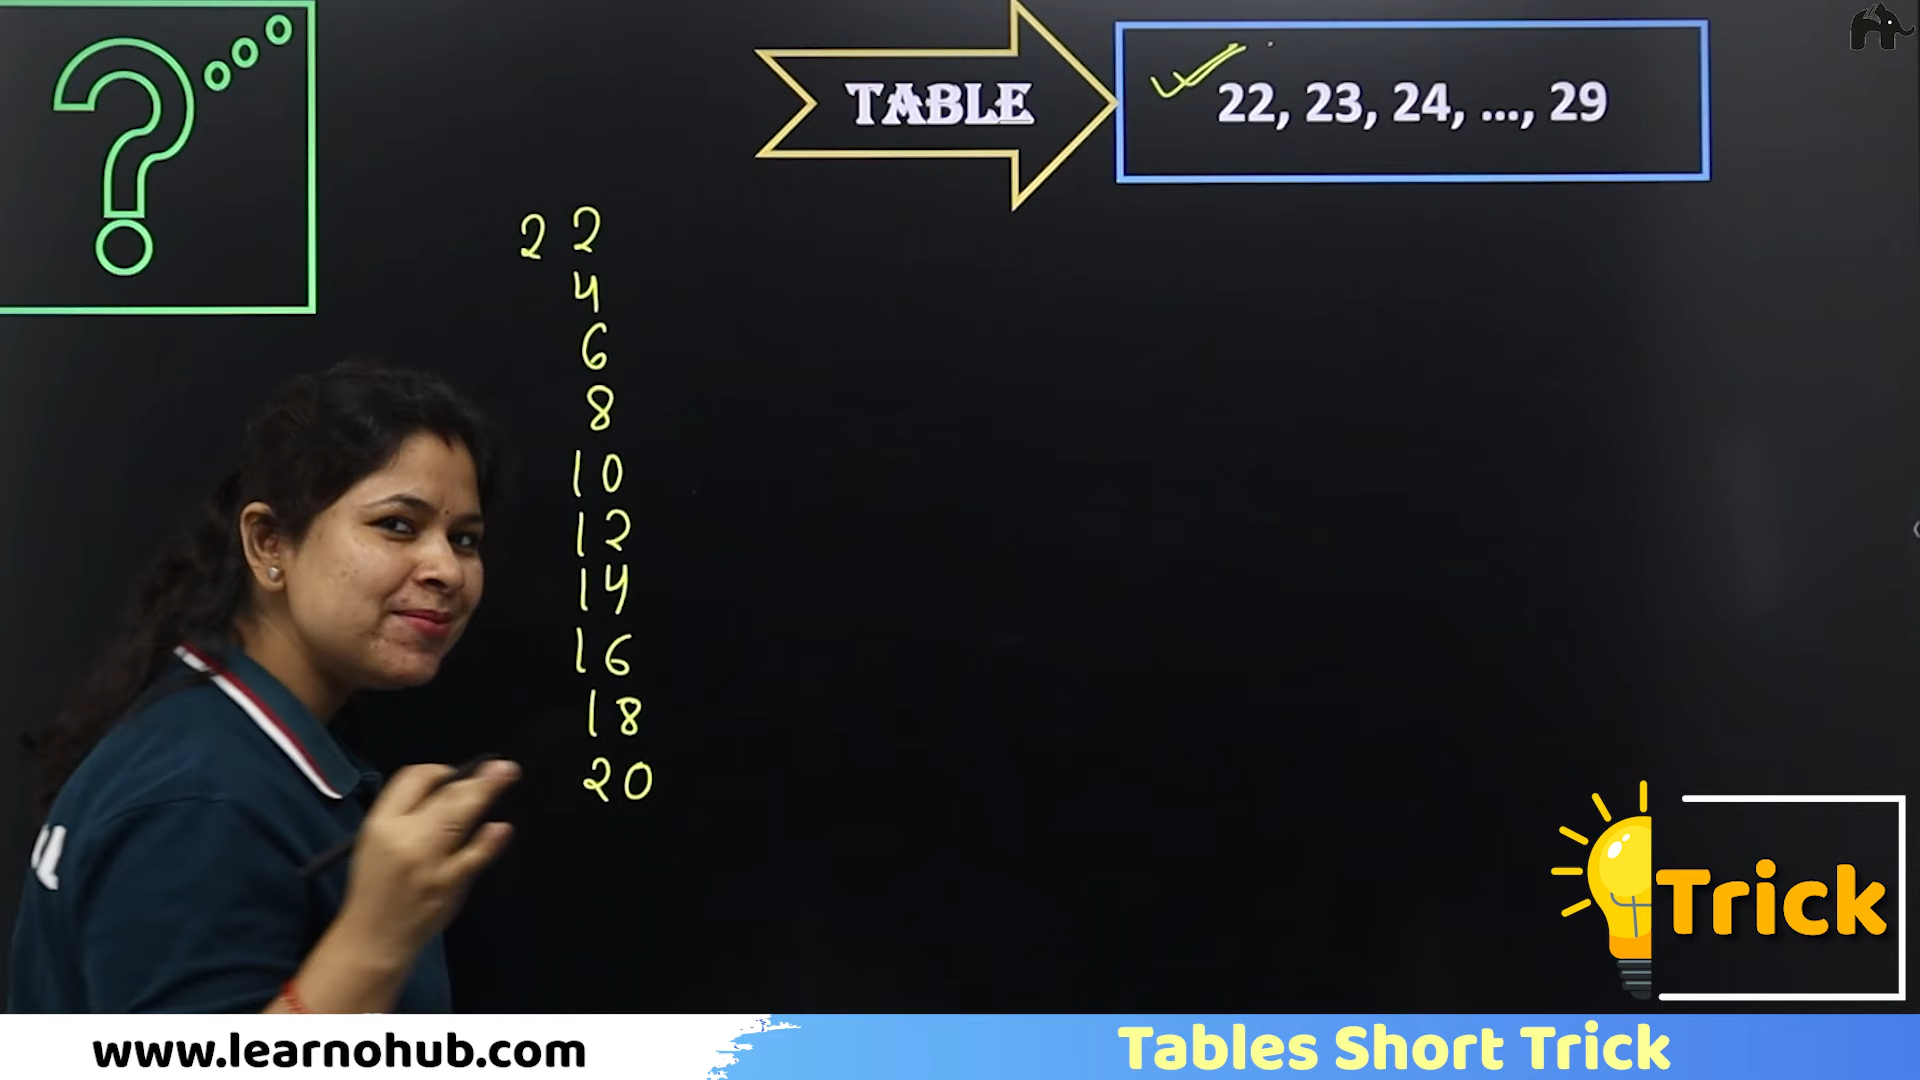 TABLE
22, 23, 24, ..., 29
2 2
4
6
8
10
12
14
16
18
20
Trick
www.learnohub.com
Tables Short Trick